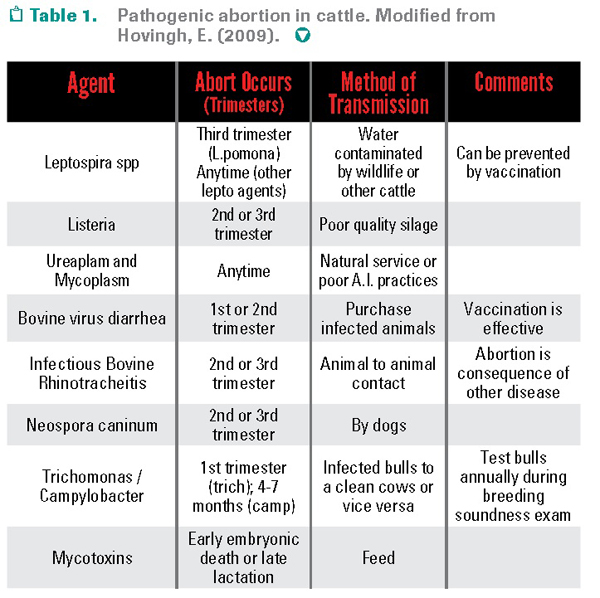 Table 1. Pathogenic abortion in cattle. Modified from
Hovingh, E. (2009).
Agent
Abort Occurs
(Trimesters)
Method of
Transmission
Comments
Leptospira spp
Third trimester
(L.pomona)
Anytime (other
lepto agents)
Water
contaminated
by wildlife or
other cattle
Can be prevented
by vaccination
Listeria
2nd or 3rd
trimester
Poor quality silage
Ureaplam and
Mycoplasm
Anytime
Natural service or
poor A.I. practices
Bovine virus diarrhea
1st or 2nd
trimester
Purchase
infected animals
Vaccination is
effective
Infectious Bovine
Rhinotracheitis
2nd or 3rd
trimester
Animal to animal
contact
Abortion is
consequence of
other disease
Neospora caninum
2nd or 3rd
trimester
By dogs
Trichomonas /
Campylobacter
1st trimester
(trich); 4-7
months (camp)
Infected bulls to
a clean cows or
vice versa
Test bulls
annually during
breeding
soundness exam
Mycotoxins
Early embryonic
death or late
lactation
Feed